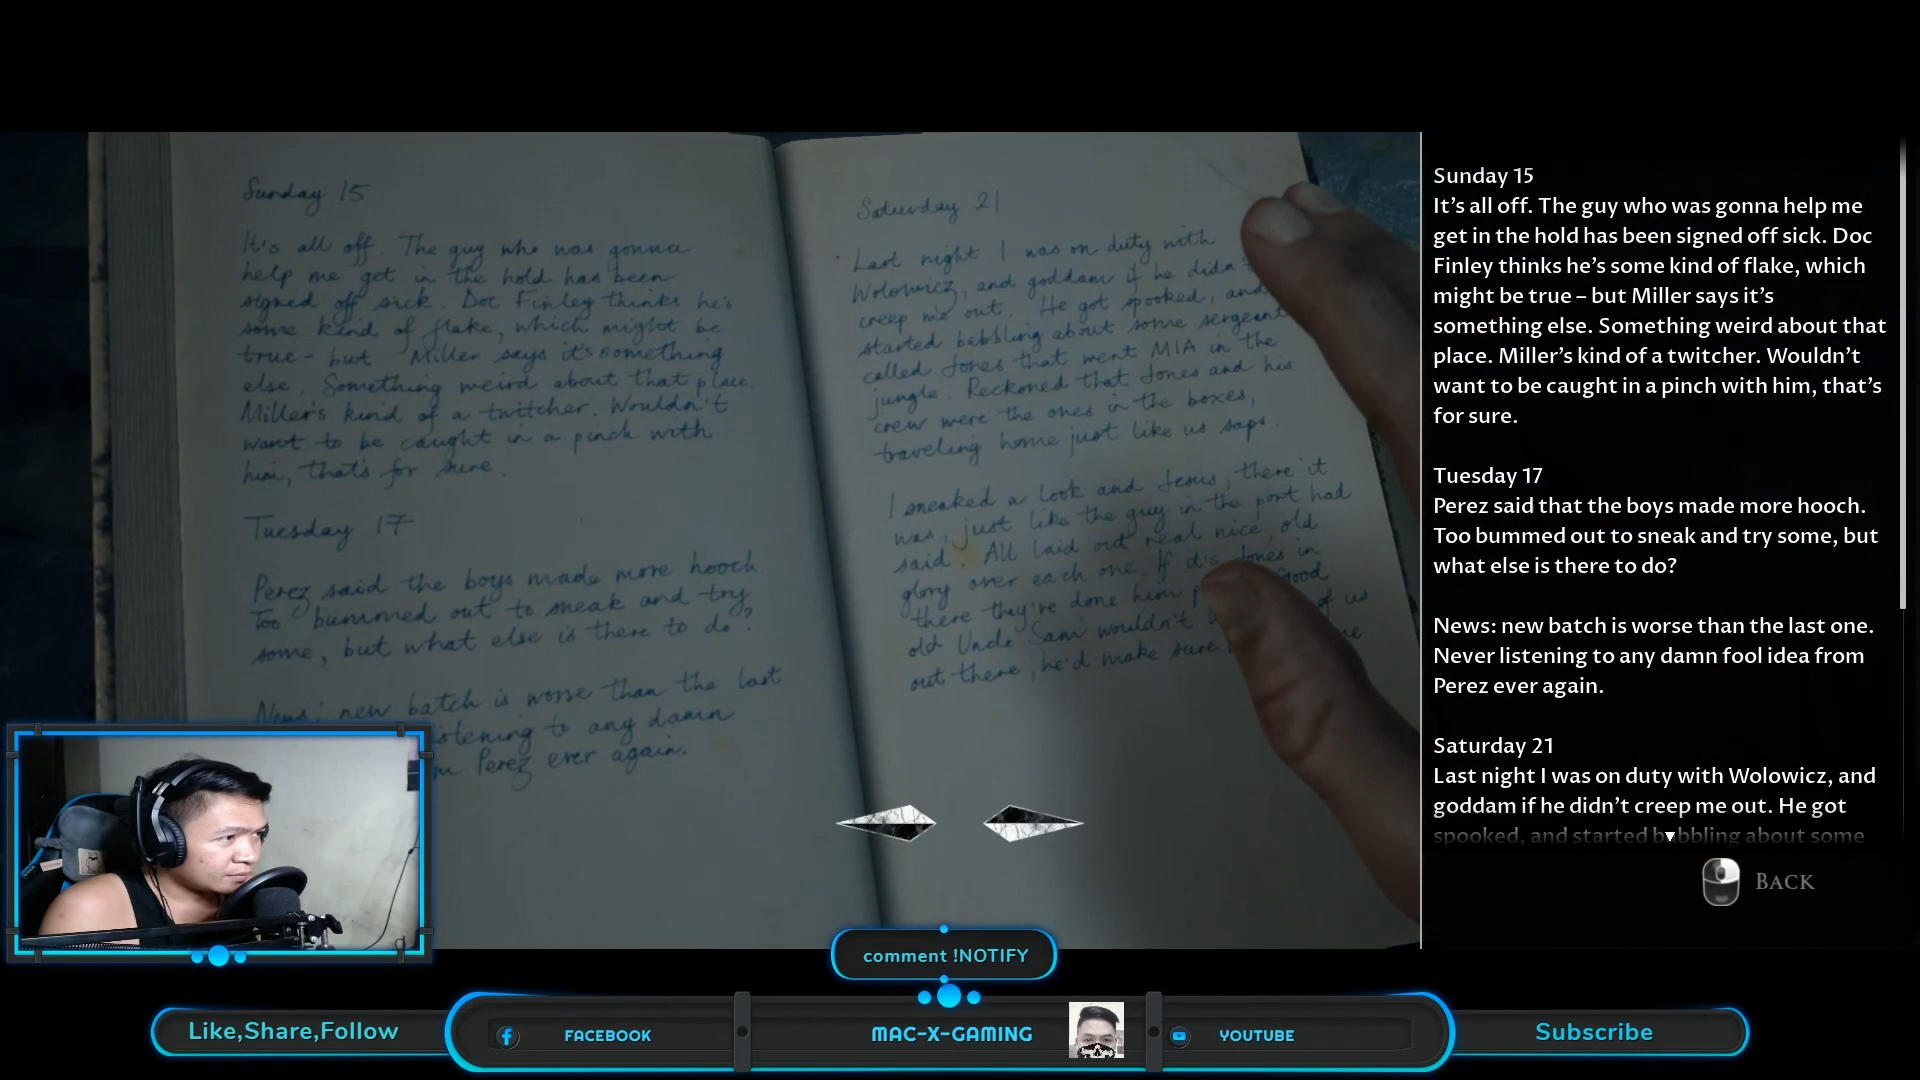 Sunday 15
It's all off. The guy who was gonna
help me get in the hold has been
signed off sick. Doc Finley thinks he's
some kind of flake, which might be
true - but Miller says it's something
else. Something weird about that place.
Miller's kind of a twitcher. Wouldn't
want to be caught in a pinch with
him, that's for sure.
Tuesday 17
Perez said the boys made more hooch.
Too bummed out to sneak and try
some, but what else is there to do?
News: new batch is worse than the last
istening to any damn
Perez ever again.
Saturday 21
Last night I was on duty with
Wolowicz, and goddam if he didn't
creep me out. He got spooked, and
started babbling about some sergeant
called Jones that went MIA in the
jungle. Reckoned that Jones and his
crew were the ones in the boxes,
traveling home just like us saps.
I sneaked a look and Jesus, there it
was, just like the guy in the port had
said. All laid out real nice, old
glory over each one. If it's Jones in
there they're done him Good
old Uncle Sam wouldn't of us
out there, he'd make sure
Sunday 15
It's all off. The guy who was gonna help me
get in the hold has been signed off sick. Doc
Finley thinks he's some kind of flake, which
might be true – but Miller says it's
something else. Something weird about that
place. Miller's kind of a twitcher. Wouldn't
want to be caught in a pinch with him, that's
for sure.
Tuesday 17
Perez said that the boys made more hooch.
Too bummed out to sneak and try some, but
what else is there to do?
News: new batch is worse than the last one.
Never listening to any damn fool idea from
Perez ever again.
Saturday 21
Last night I was on duty with Wolowicz, and
goddam if he didn't creep me out. He got
spooked, and started babbling about some
BACK
comment !NOTIFY
Like,Share,Follow
FACEBOOK
MAC-X-GAMING
YOUTUBE
Subscribe